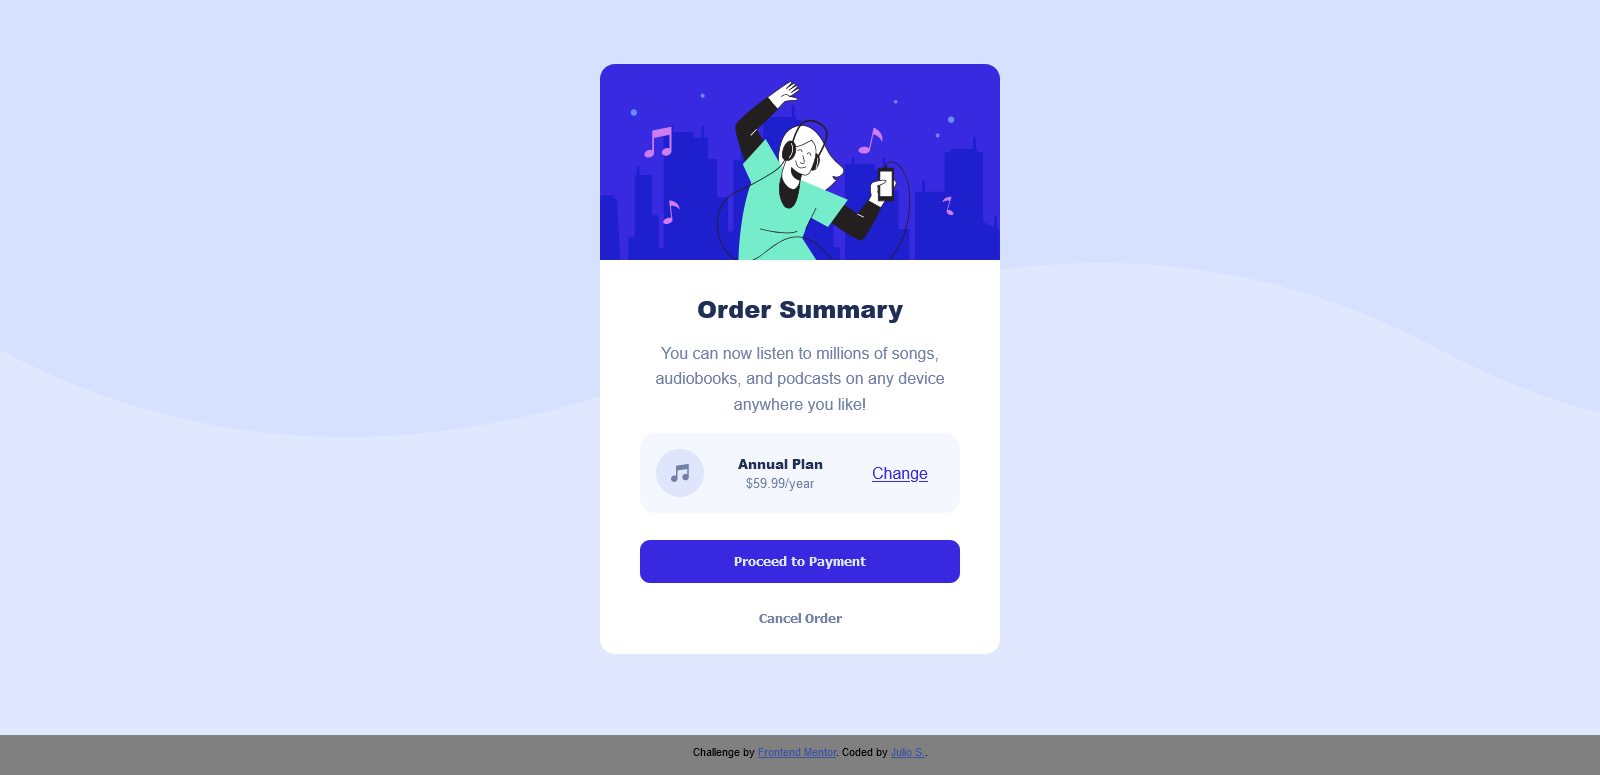 Order Summary
You can now listen to millions of songs,
audiobooks, and podcasts on any device
anywhere you like!
Annual Plan
$59.99/year
Change
Proceed to Payment
Cancel Order
Challenge by Frontend Mentor. Coded by Julio S..